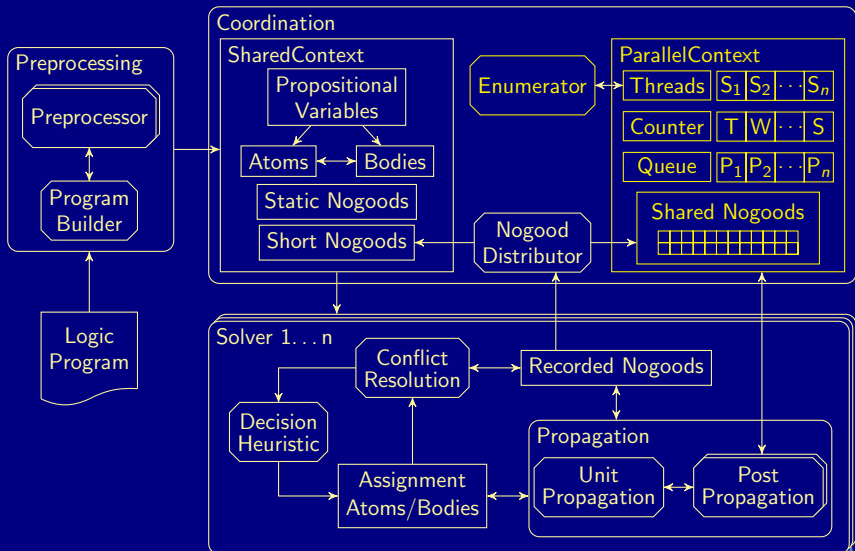 Coordination
Preprocessing
Preprocessor
Program
Builder
Logic
Program
SharedContext
Propositional
Variables
Atoms
Bodies
Static Nogoods
Short Nogoods
Enumerator
Nogood
Distributor
ParallelContext
Threads S₁ S₂ ⋯ Sₙ
Counter T W ⋯ S
Queue P₁ P₂ ⋯ Pₙ
Shared Nogoods
Solver 1…n
Conflict
Resolution
Recorded Nogoods
Decision
Heuristic
Assignment
Atoms/Bodies
Propagation
Unit
Propagation
Post
Propagation